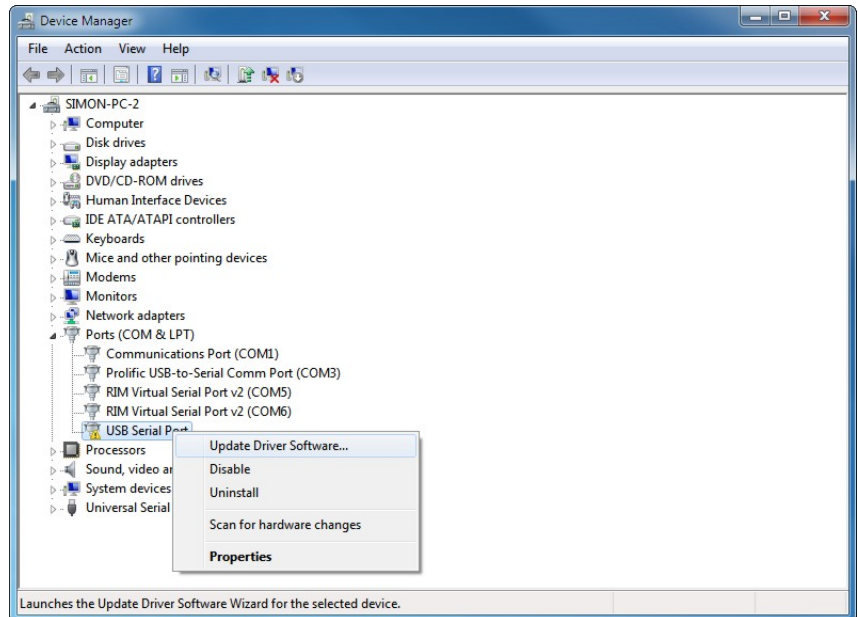 Device Manager
File Action View Help
SIMON-PC-2
Computer
Disk drives
Display adapters
DVD/CD-ROM drives
Human Interface Devices
IDE ATA/ATAPI controllers
Keyboards
Mice and other pointing devices
Modems
Monitors
Network adapters
Ports (COM & LPT)
Communications Port (COM1)
Prolific USB-to-Serial Comm Port (COM3)
RIM Virtual Serial Port v2 (COM5)
RIM Virtual Serial Port v2 (COM6)
USB Serial Port
Processors
Sound, video
System devices
Universal Serial
Update Driver Software...
Disable
Uninstall
Scan for hardware changes
Properties
Launches the Update Driver Software Wizard for the selected device.